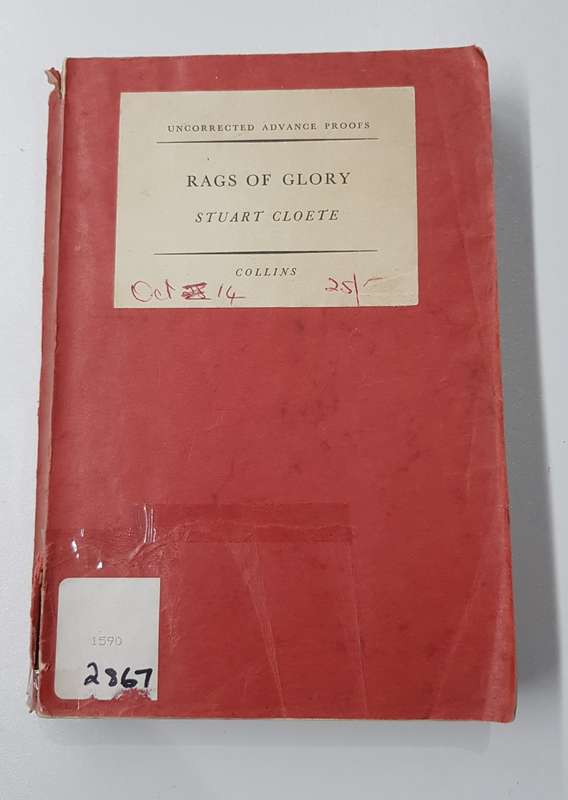 UNCORRECTED ADVANCE PROOFS
RAGS OF GLORY
STUART CLOETE
COLLINS
Oct 14 25/-
1590
2867